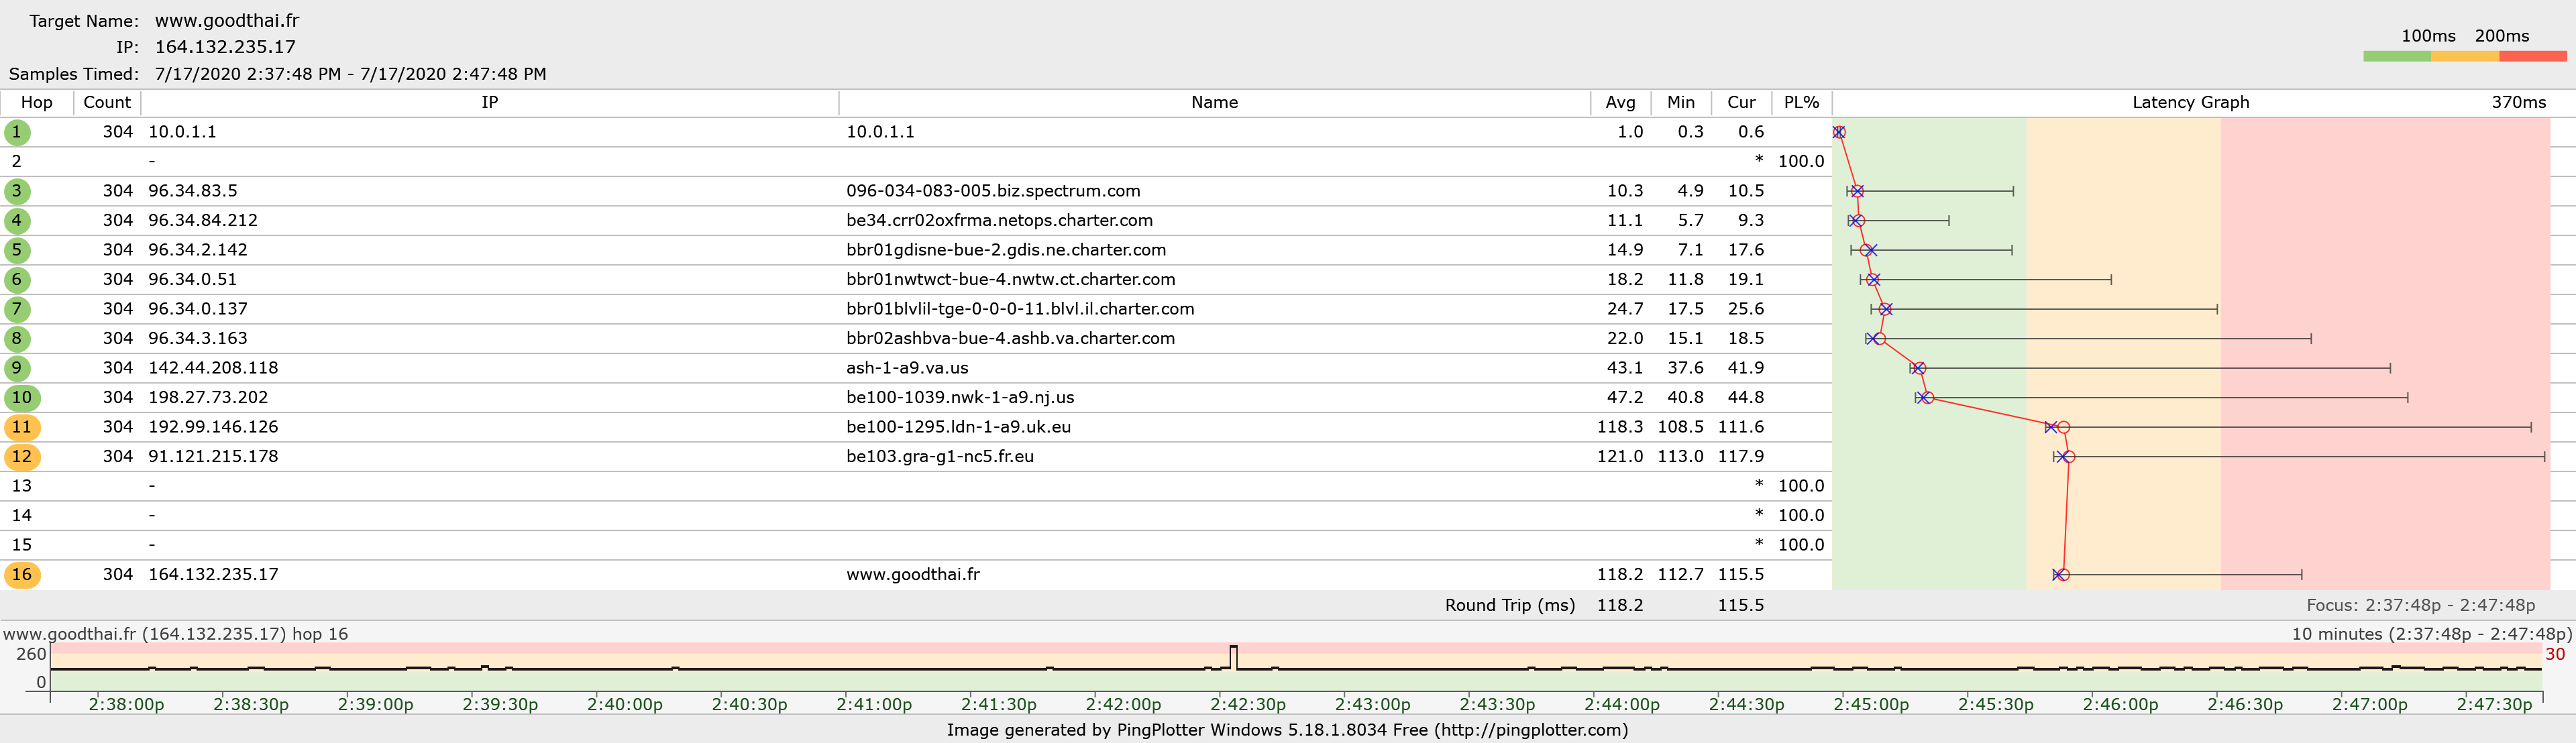 Target Name: www.goodthai.fr
IP: 164.132.235.17
100ms 200ms
Samples Timed: 7/17/2020 2:37:48 PM - 7/17/2020 2:47:48 PM
Hop Count IP Name Avg Min Cur PL% Latency Graph 370ms
1 304 10.0.1.1 10.0.1.1 1.0 0.3 0.6
2 - * 100.0
3 304 96.34.83.5 096-034-083-005.biz.spectrum.com 10.3 4.9 10.5
4 304 96.34.84.212 be34.crr02oxfrma.netops.charter.com 11.1 5.7 9.3
5 304 96.34.2.142 bbr01gdisne-bue-2.gdis.ne.charter.com 14.9 7.1 17.6
6 304 96.34.0.51 bbr01nwtwct-bue-4.nwtw.ct.charter.com 18.2 11.8 19.1
7 304 96.34.0.137 bbr01blvlil-tge-0-0-0-11.blvl.il.charter.com 24.7 17.5 25.6
8 304 96.34.3.163 bbr02ashbva-bue-4.ashb.va.charter.com 22.0 15.1 18.5
9 304 142.44.208.118 ash-1-a9.va.us 43.1 37.6 41.9
10 304 198.27.73.202 be100-1039.nwk-1-a9.nj.us 47.2 40.8 44.8
11 304 192.99.146.126 be100-1295.ldn-1-a9.uk.eu 118.3 108.5 111.6
12 304 91.121.215.178 be103.gra-g1-nc5.fr.eu 121.0 113.0 117.9
13 - * 100.0
14 - * 100.0
15 - * 100.0
16 304 164.132.235.17 www.goodthai.fr 118.2 112.7 115.5
Round Trip (ms) 118.2 115.5 Focus: 2:37:48p - 2:47:48p
www.goodthai.fr (164.132.235.17) hop 16 10 minutes (2:37:48p - 2:47:48p)
260 30
0
2:38:00p 2:38:30p 2:39:00p 2:39:30p 2:40:00p 2:40:30p 2:41:00p 2:41:30p 2:42:00p 2:42:30p 2:43:00p 2:43:30p 2:44:00p 2:44:30p 2:45:00p 2:45:30p 2:46:00p 2:46:30p 2:47:00p 2:47:30p
Image generated by PingPlotter Windows 5.18.1.8034 Free (http://pingplotter.com)